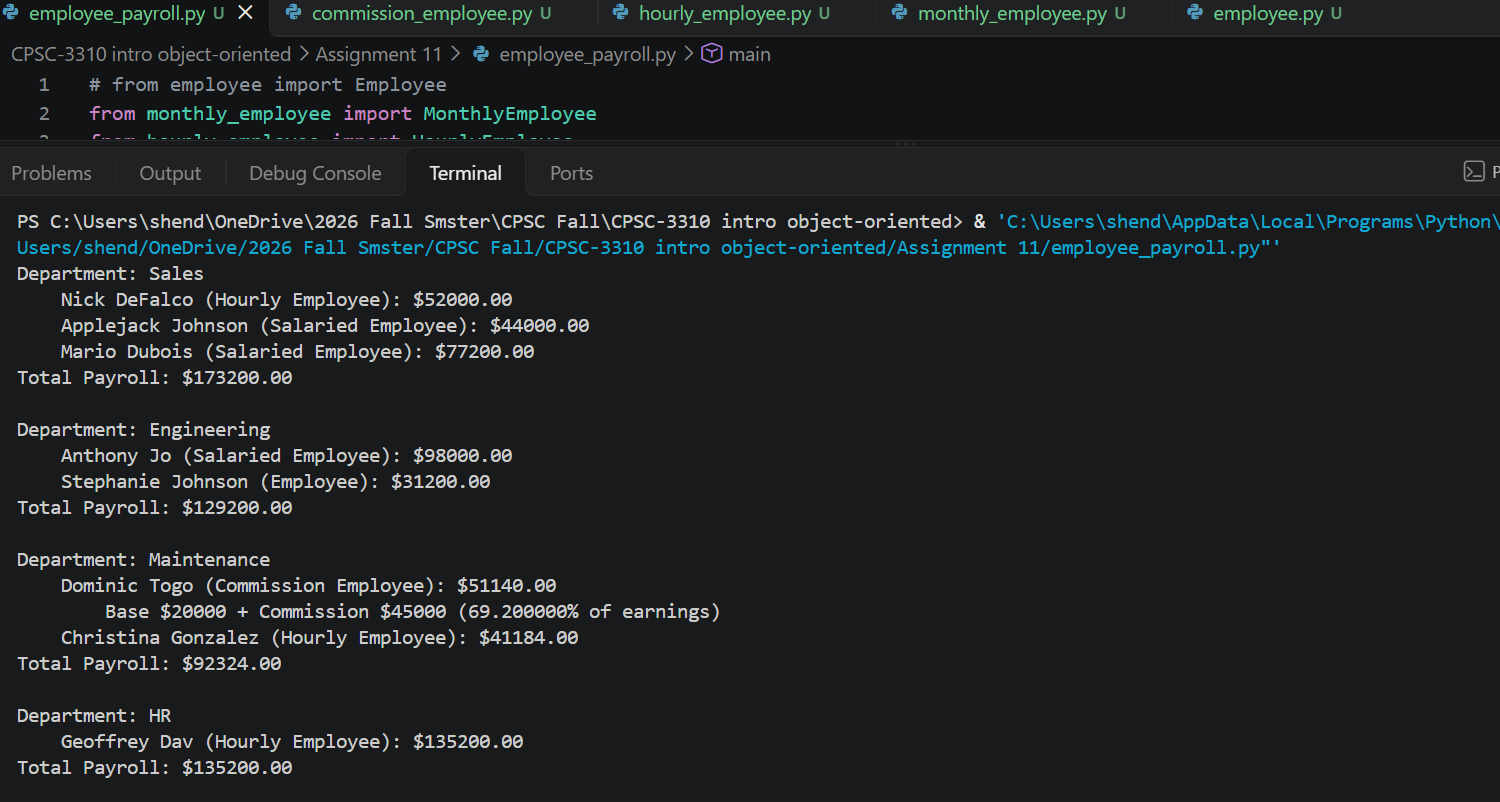 employee_payroll.py U commission_employee.py U hourly_employee.py U monthly_employee.py U employee.py U
CPSC-3310 intro object-oriented > Assignment 11 > employee_payroll.py > main
1 # from employee import Employee
2 from monthly_employee import MonthlyEmployee
3 from hourly_employee import HourlyEmployee
Problems Output Debug Console Terminal Ports
PS C:\Users\shend\OneDrive\2026 Fall Smster\CPSC Fall\CPSC-3310 intro object-oriented> & 'C:\Users\shend\AppData\Local\Programs\Python\
Users/shend/OneDrive/2026 Fall Smster/CPSC Fall/CPSC-3310 intro object-oriented/Assignment 11/employee_payroll.py"'
Department: Sales
Nick DeFalco (Hourly Employee): $52000.00
Applejack Johnson (Salaried Employee): $44000.00
Mario Dubois (Salaried Employee): $77200.00
Total Payroll: $173200.00
Department: Engineering
Anthony Jo (Salaried Employee): $98000.00
Stephanie Johnson (Employee): $31200.00
Total Payroll: $129200.00
Department: Maintenance
Dominic Togo (Commission Employee): $51140.00
Base $20000 + Commission $45000 (69.200000% of earnings)
Christina Gonzalez (Hourly Employee): $41184.00
Total Payroll: $92324.00
Department: HR
Geoffrey Dav (Hourly Employee): $135200.00
Total Payroll: $135200.00